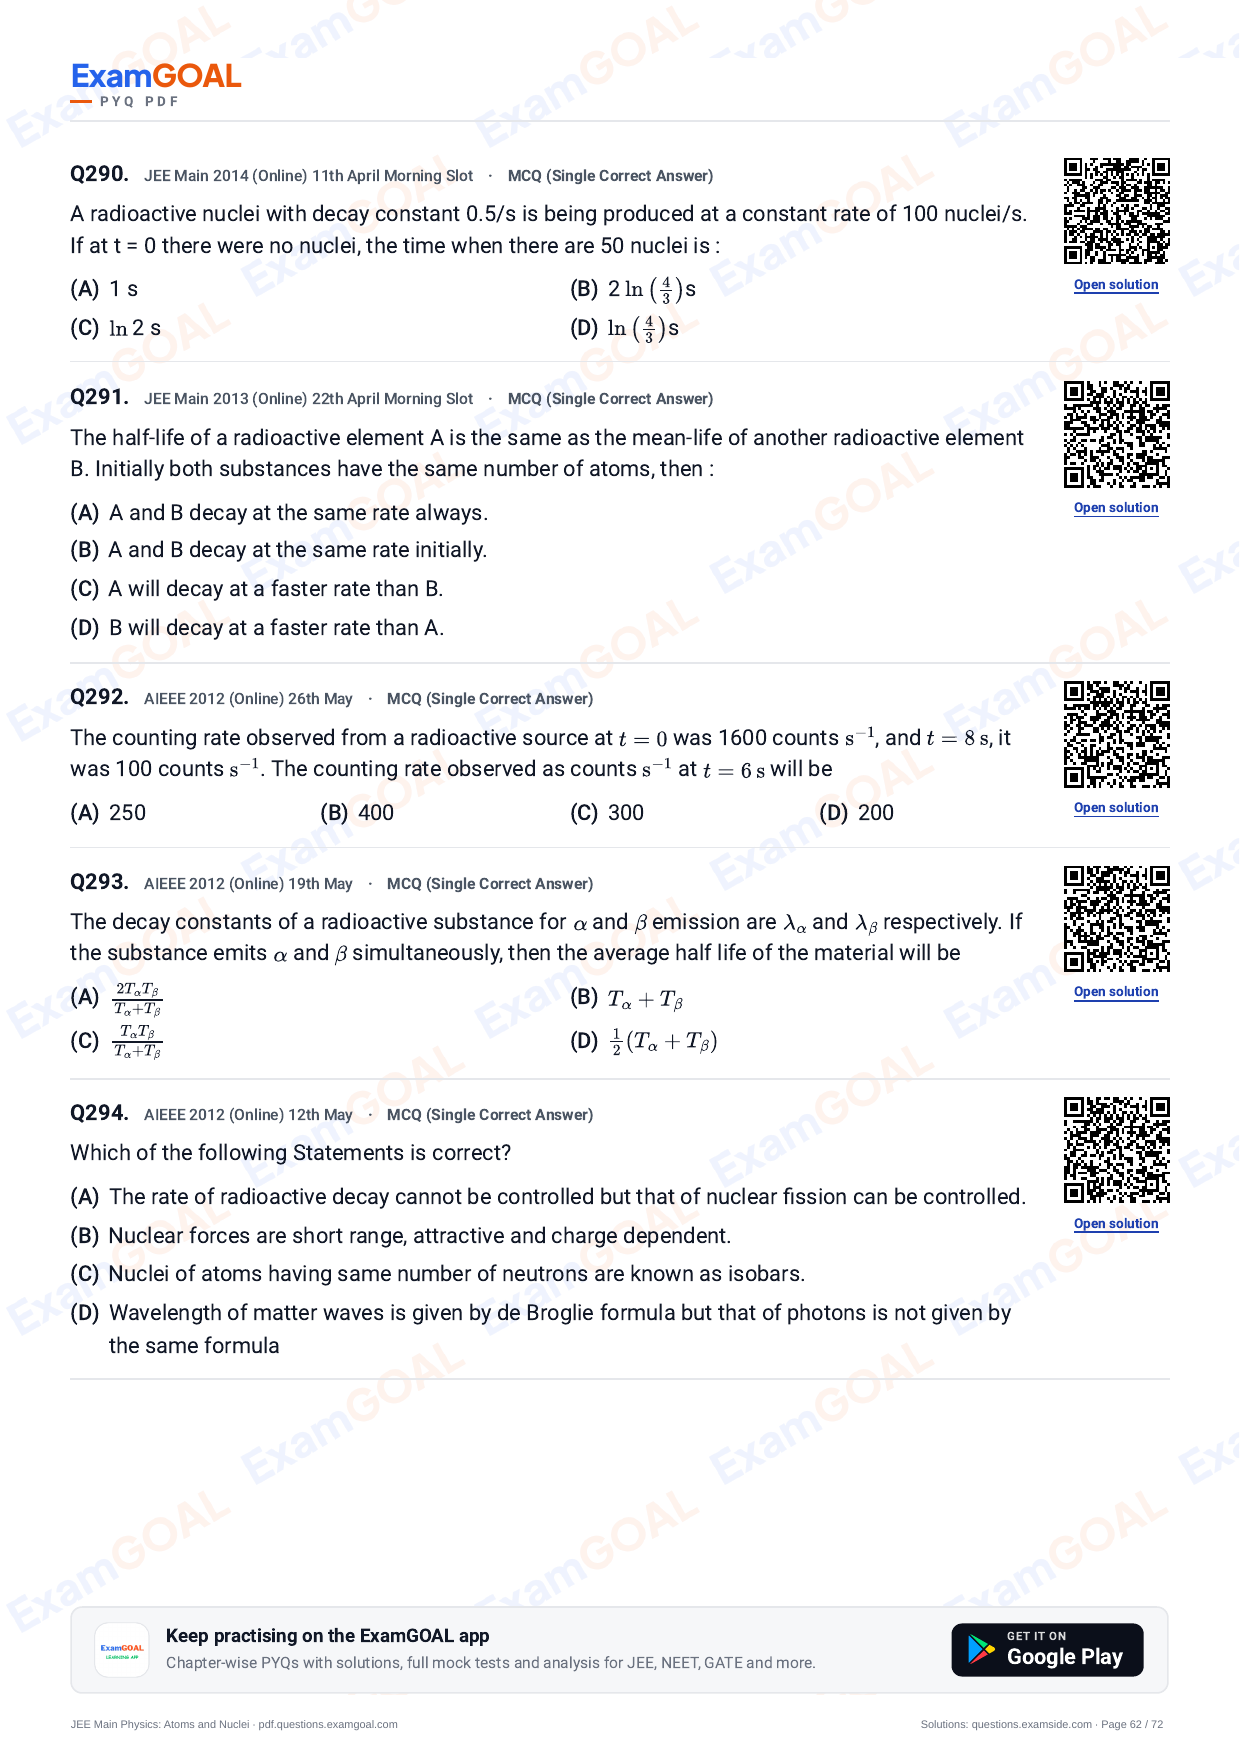 ExamGOAL
PYQ PDF
Q290. JEE Main 2014 (Online) 11th April Morning Slot · MCQ (Single Correct Answer)
A radioactive nuclei with decay constant 0.5/s is being produced at a constant rate of 100 nuclei/s.
If at t = 0 there were no nuclei, the time when there are 50 nuclei is :
(A) 1 s (B) 2 ln (4/3)s
(C) ln 2 s (D) ln (4/3)s
Open solution
Q291. JEE Main 2013 (Online) 22th April Morning Slot · MCQ (Single Correct Answer)
The half-life of a radioactive element A is the same as the mean-life of another radioactive element
B. Initially both substances have the same number of atoms, then :
(A) A and B decay at the same rate always.
(B) A and B decay at the same rate initially.
(C) A will decay at a faster rate than B.
(D) B will decay at a faster rate than A.
Open solution
Q292. AIEEE 2012 (Online) 26th May · MCQ (Single Correct Answer)
The counting rate observed from a radioactive source at t = 0 was 1600 counts s⁻¹, and t = 8 s, it
was 100 counts s⁻¹. The counting rate observed as counts s⁻¹ at t = 6 s will be
(A) 250 (B) 400 (C) 300 (D) 200
Open solution
Q293. AIEEE 2012 (Online) 19th May · MCQ (Single Correct Answer)
The decay constants of a radioactive substance for α and β emission are λ_α and λ_β respectively. If
the substance emits α and β simultaneously, then the average half life of the material will be
(A) 2T_αT_β/(T_α+T_β) (B) T_α + T_β
(C) T_αT_β/(T_α+T_β) (D) 1/2(T_α + T_β)
Open solution
Q294. AIEEE 2012 (Online) 12th May · MCQ (Single Correct Answer)
Which of the following Statements is correct?
(A) The rate of radioactive decay cannot be controlled but that of nuclear fission can be controlled.
(B) Nuclear forces are short range, attractive and charge dependent.
(C) Nuclei of atoms having same number of neutrons are known as isobars.
(D) Wavelength of matter waves is given by de Broglie formula but that of photons is not given by
the same formula
Open solution
ExamGOAL
LEARNING APP
Keep practising on the ExamGOAL app
Chapter-wise PYQs with solutions, full mock tests and analysis for JEE, NEET, GATE and more.
GET IT ON
Google Play
JEE Main Physics: Atoms and Nuclei · pdf.questions.examgoal.com
Solutions: questions.examside.com · Page 62 / 72